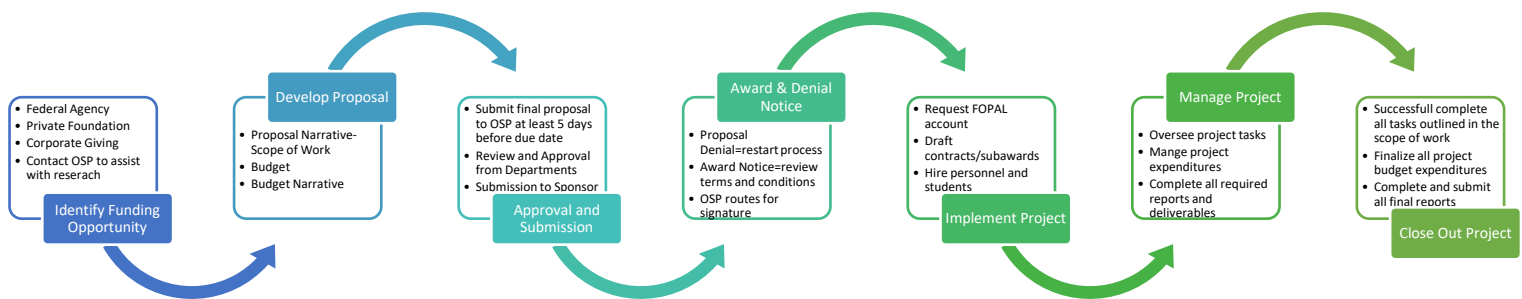 • Federal Agency
• Private Foundation
• Corporate Giving
• Contact OSP to assist
with reserach
Identify Funding
Opportunity
Develop Proposal
• Proposal Narrative-
Scope of Work
• Budget
• Budget Narrative
• Submit final proposal
to OSP at least 5 days
before due date
• Review and Approval
from Departments
• Submission to Sponsor
Approval and
Submission
Award & Denial
Notice
• Proposal
Denial=restart process
• Award Notice=review
terms and conditions
• OSP routes for
signature
• Request FOPAL
account
• Draft
contracts/subawards
• Hire personnel and
students
Implement Project
Manage Project
• Oversee project tasks
• Mange project
expenditures
• Complete all required
reports and
deliverables
• Successfull complete
all tasks outlined in the
scope of work
• Finalize all project
budget expenditures
• Complete and submit
all final reports
Close Out Project